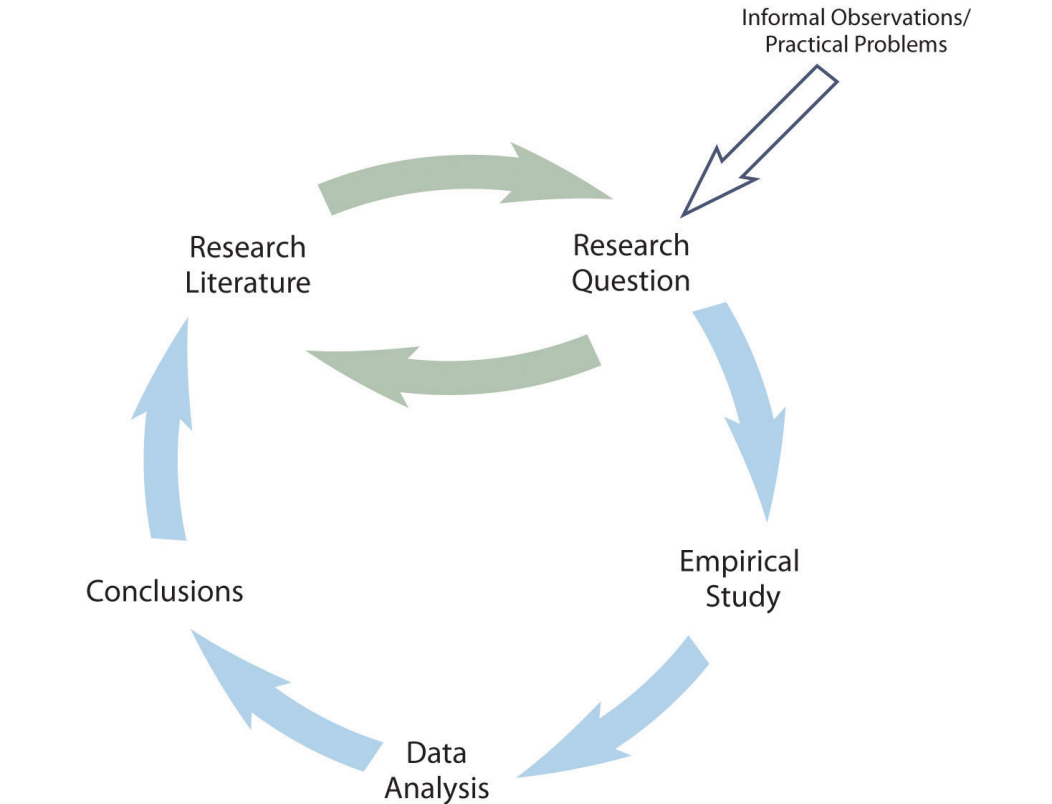 Informal Observations/
Practical Problems
Research
Literature
Research
Question
Empirical
Study
Conclusions
Data
Analysis